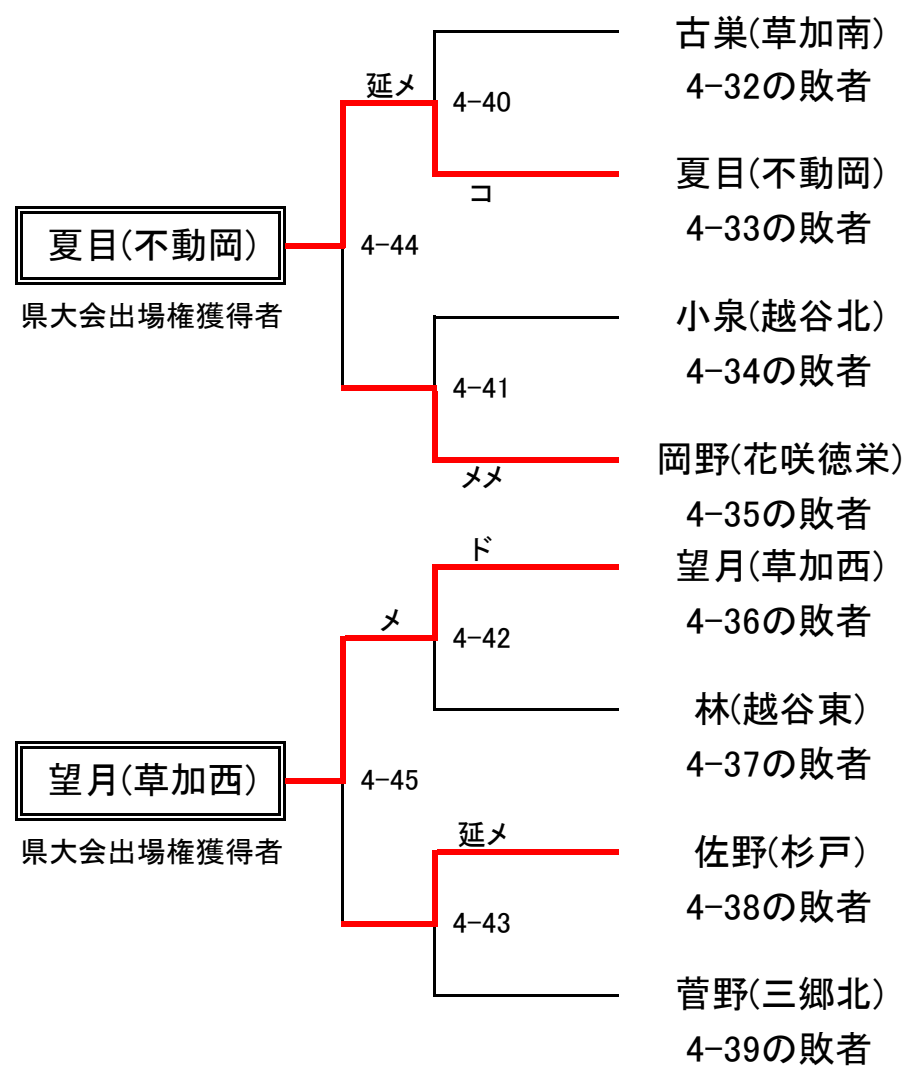 古巣(草加南)
4-32の敗者
延メ
4-40
夏目(不動岡)
4-33の敗者
コ
夏目(不動岡)
県大会出場権獲得者
4-44
小泉(越谷北)
4-34の敗者
4-41
岡野(花咲徳栄)
4-35の敗者
メメ
ド
望月(草加西)
4-36の敗者
メ
4-42
林(越谷東)
4-37の敗者
望月(草加西)
県大会出場権獲得者
4-45
延メ
佐野(杉戸)
4-38の敗者
4-43
菅野(三郷北)
4-39の敗者